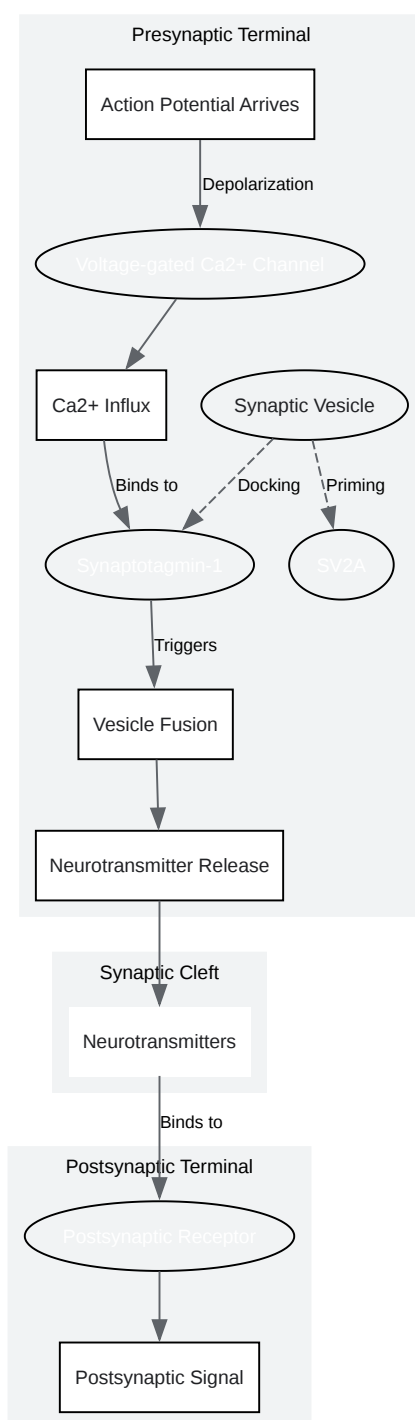 Presynaptic Terminal
Action Potential Arrives
Depolarization
Voltage-gated Ca2+ Channel
Ca2+ Influx
Synaptic Vesicle
Binds to
Docking
Priming
Synaptotagmin-1
SV2A
Triggers
Vesicle Fusion
Neurotransmitter Release
Synaptic Cleft
Neurotransmitters
Binds to
Postsynaptic Terminal
Postsynaptic Receptor
Postsynaptic Signal